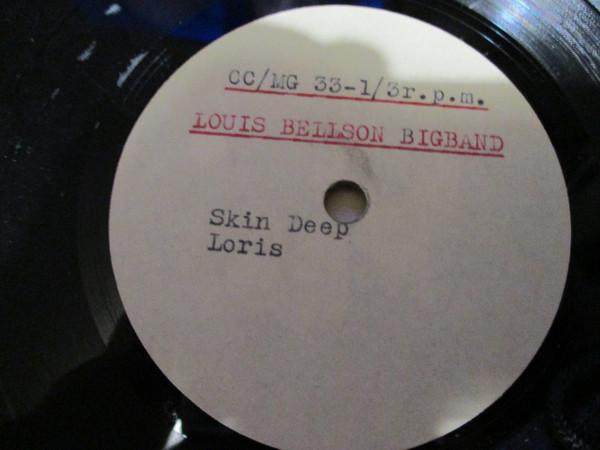 CC/MG 33-1/3r.p.m.
LOUIS BELLSON BIGBAND
Skin Deep
Loris